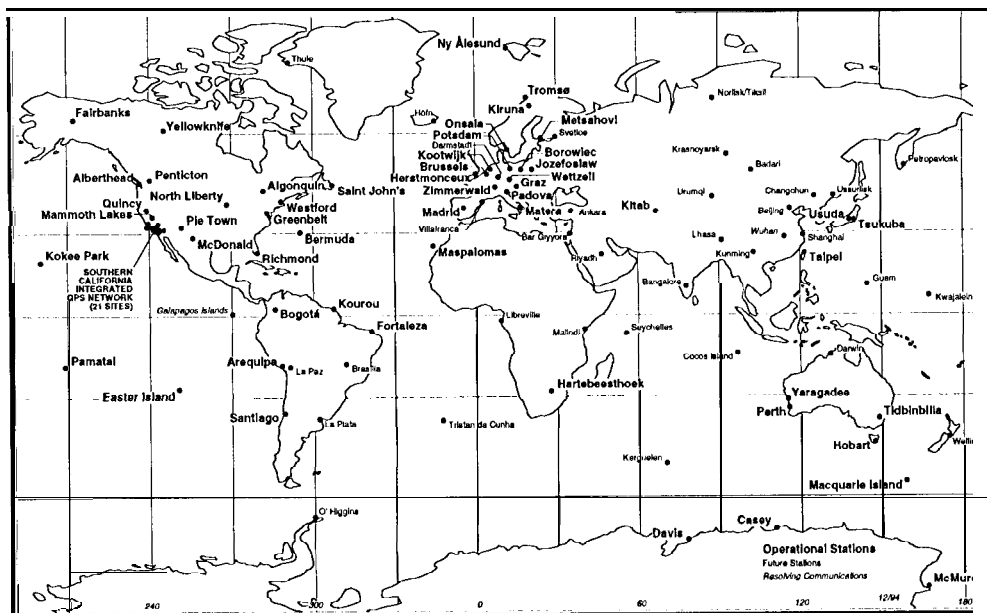 Ny Ålesund
Thule
Tromsø
Norilsk/Tiksi
Kiruna
Fairbanks
Höfn
Yellowknife
Onsala
Metsahovi
Potsdam
Svetloe
Darmstadt
Borowiec
Krasnoyarsk
Kootwijk
Jozefoslaw
Petropavlosk
Brussels
Badari
Penticton
Herstmonceux
Wettzell
Alberthead
Algonquin
Saint John's
Zimmerwald
Graz
North Liberty
Padova
Urumqi
Changchun
Ussurisk
Quincy
Westford
Madrid
Matera
Ankara
Kitab
Beijing
Usuda
Mammoth Lakes
Pie Town
Greenbelt
Tsukuba
Villafranca
Bar Giyyora
Lhasa
Wuhan
Shanghai
McDonald
Bermuda
Maspalomas
Riyadh
Kunming
Taipei
Kokee Park
Richmond
SOUTHERN
CALIFORNIA
INTEGRATED
GPS NETWORK
(21 SITES)
Bangalore
Guam
Kwajalein
Galapagos Islands
Bogotá
Kourou
Libreville
Fortaleza
Malindi
Seychelles
Cocos Island
Darwin
Pamatai
Arequipa
La Paz
Brasilia
Easter Island
Hartebeesthoek
Yaragadee
Santiago
La Plata
Tristan da Cunha
Perth
Tidbinbilla
Hobart
Wellin
Kerguelen
Macquarie Island
O' Higgins
Davis
Casey
Operational Stations
Future Stations
Resolving Communications
McMurd
240
300
0
60
120
12/94
180